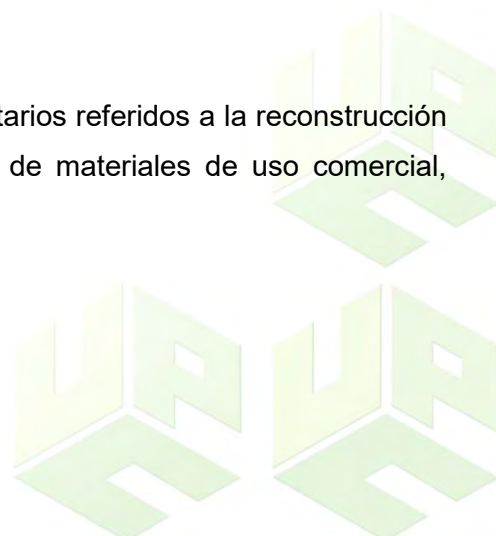 tarios referidos a la reconstrucción
de materiales de uso comercial,